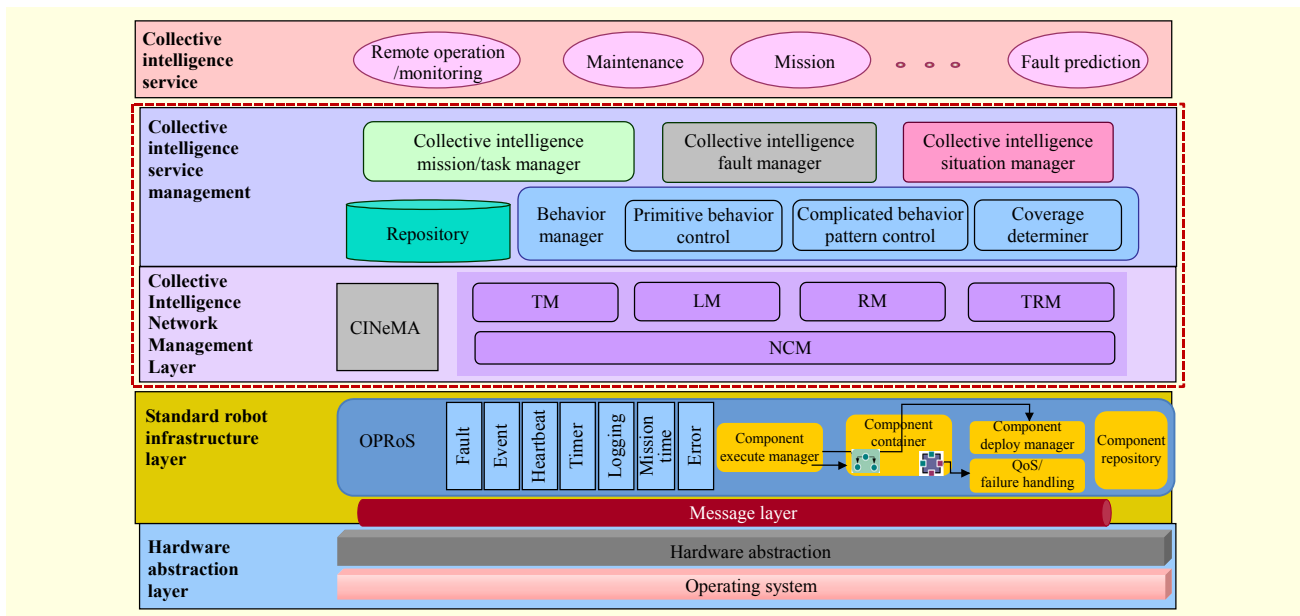 Collective
intelligence
service
Remote operation
/monitoring
Maintenance
Mission
Fault prediction
Collective
intelligence
service
management
Collective intelligence
mission/task manager
Collective intelligence
fault manager
Collective intelligence
situation manager
Repository
Behavior
manager
Primitive behavior
control
Complicated behavior
pattern control
Coverage
determiner
Collective
Intelligence
Network
Management
Layer
CINeMA
TM
LM
RM
TRM
NCM
Standard robot
infrastructure
layer
OPRoS
Fault
Event
Heartbeat
Timer
Logging
Mission
time
Error
Component
execute manager
Component
container
Component
deploy manager
QoS/
failure handling
Component
repository
Message layer
Hardware
abstraction
layer
Hardware abstraction
Operating system